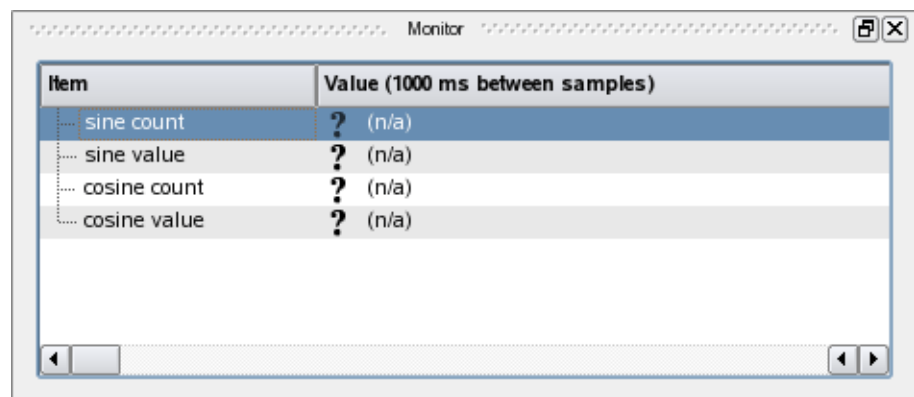 Monitor
Item Value (1000 ms between samples)
sine count ? (n/a)
sine value ? (n/a)
cosine count ? (n/a)
cosine value ? (n/a)